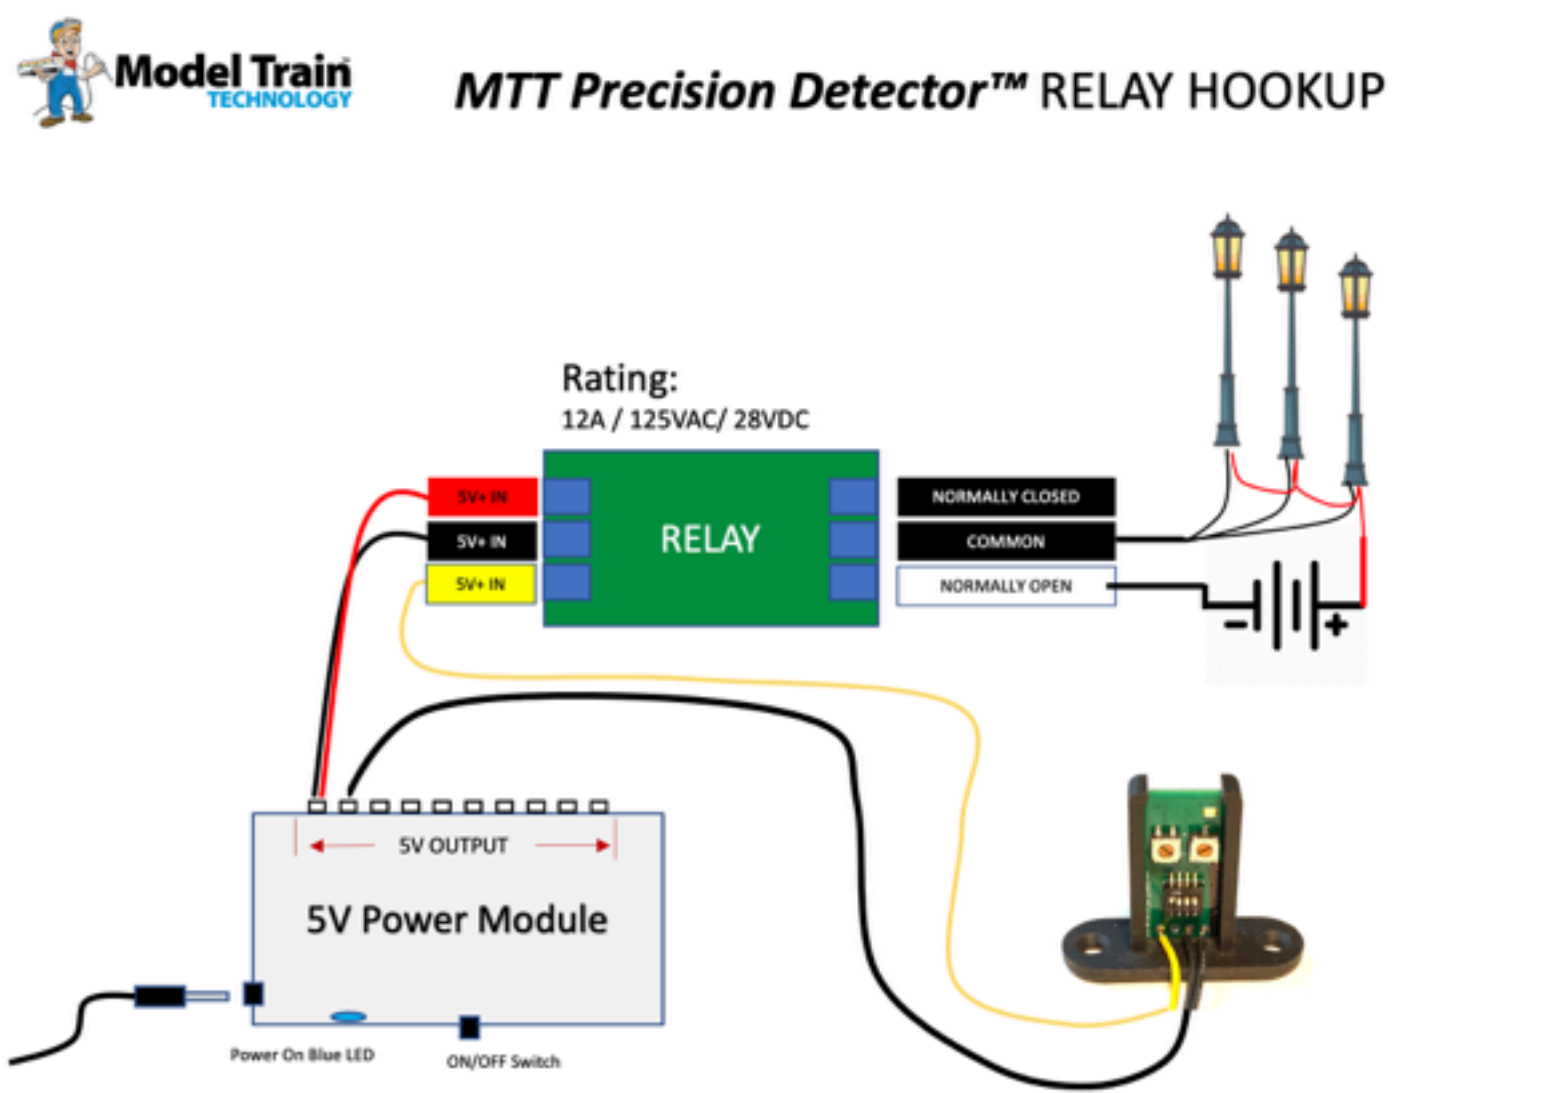 Model Train™
TECHNOLOGY
MTT Precision Detector™ RELAY HOOKUP
Rating:
12A / 125VAC/ 28VDC
5V+ IN
5V+ IN
5V+ IN
RELAY
NORMALLY CLOSED
COMMON
NORMALLY OPEN
- +
5V OUTPUT
5V Power Module
Power On Blue LED
ON/OFF Switch